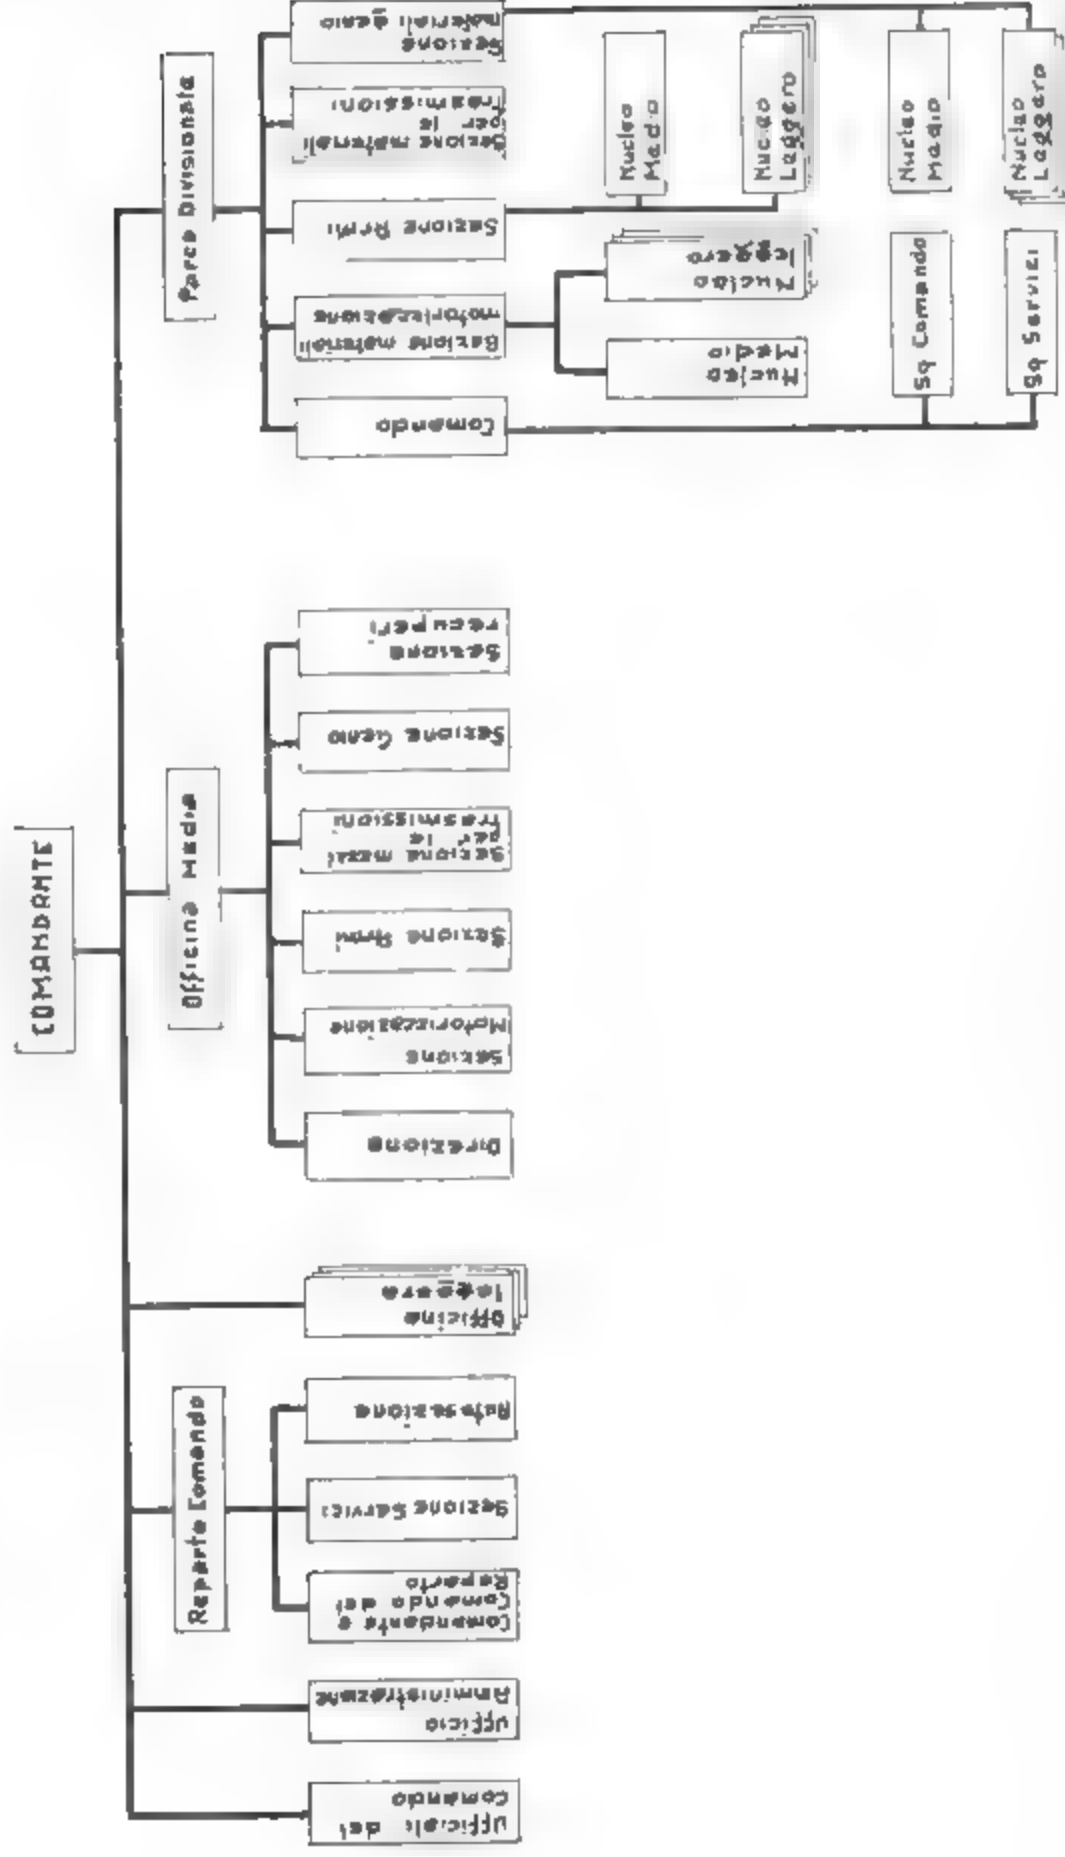 COMANDANTE
Ufficiali del
Comando
Ufficio
Amministrazione
Reparto Comando
Comandante e
Comando del
Reparto
Sezione Servizi
Autosezione
Officina
leggera
Officina Media
Direzione
Sezione
Motorizzazione
Sezione Armi
Sezione mezzi
per le
Trasmissioni
Sezione Genio
Sezione
recuperi
Parco Divisionale
Comando
Sq Comando
Sq Servizi
Sezione materiali
motorizzazione
Nucleo
Medio
Nucleo
leggero
Sezione Armi
Nucleo
Medio
Nucleo
Leggero
Sezione materiali
per le
Trasmissioni
Sezione
materiali Genio
Nucleo
Medio
Nucleo
Leggero